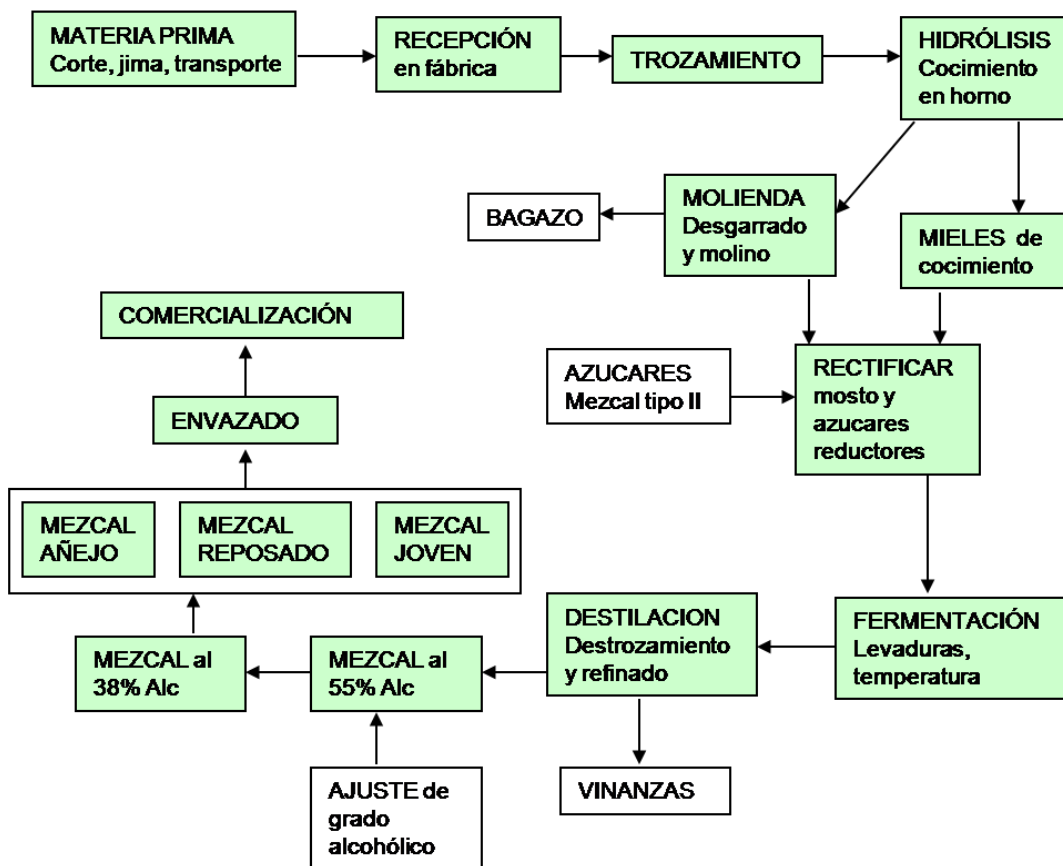 MATERIA PRIMA
Corte, jima, transporte
RECEPCIÓN
en fábrica
TROZAMIENTO
HIDRÓLISIS
Cocimiento
en horno
BAGAZO
MOLIENDA
Desgarrado
y molino
MIELES de
cocimiento
COMERCIALIZACIÓN
AZUCARES
Mezcal tipo II
RECTIFICAR
mosto y
azucares
reductores
ENVAZADO
MEZCAL
AÑEJO
MEZCAL
REPOSADO
MEZCAL
JOVEN
MEZCAL al
38% Alc
MEZCAL al
55% Alc
DESTILACION
Destrozamiento
y refinado
FERMENTACIÓN
Levaduras,
temperatura
AJUSTE de
grado
alcohólico
VINANZAS